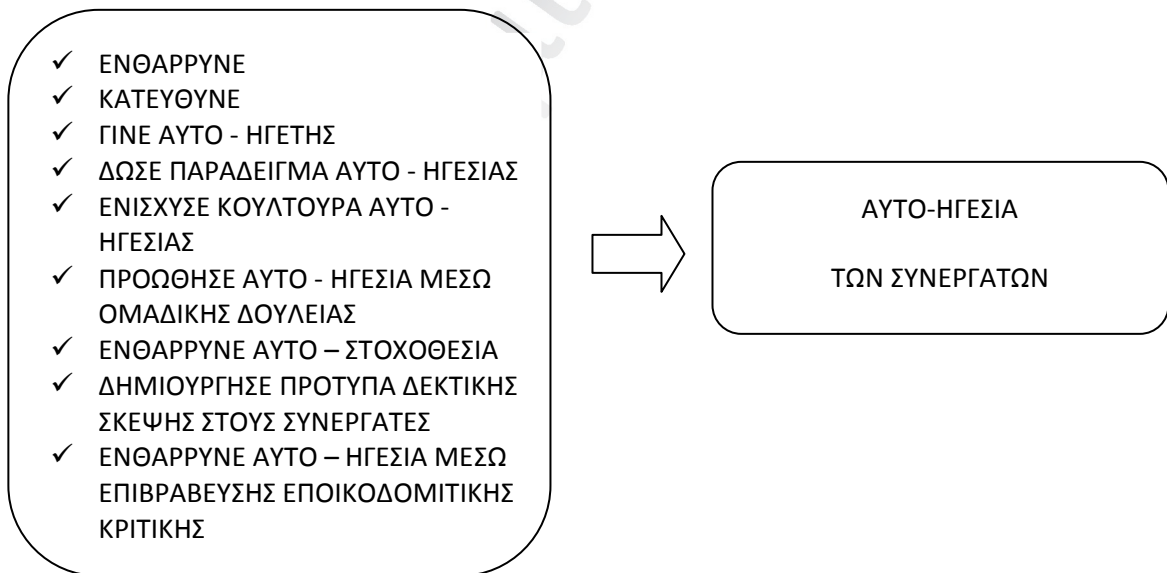 ✓ ΕΝΘΑΡΡΥΝΕ
✓ ΚΑΤΕΥΘΥΝΕ
✓ ΓΙΝΕ ΑΥΤΟ - ΗΓΕΤΗΣ
✓ ΔΩΣΕ ΠΑΡΑΔΕΙΓΜΑ ΑΥΤΟ - ΗΓΕΣΙΑΣ
✓ ΕΝΙΣΧΥΣΕ ΚΟΥΛΤΟΥΡΑ ΑΥΤΟ -
ΗΓΕΣΙΑΣ
✓ ΠΡΟΩΘΗΣΕ ΑΥΤΟ - ΗΓΕΣΙΑ ΜΕΣΩ
ΟΜΑΔΙΚΗΣ ΔΟΥΛΕΙΑΣ
✓ ΕΝΘΑΡΡΥΝΕ ΑΥΤΟ – ΣΤΟΧΟΘΕΣΙΑ
✓ ΔΗΜΙΟΥΡΓΗΣΕ ΠΡΟΤΥΠΑ ΔΕΚΤΙΚΗΣ
ΣΚΕΨΗΣ ΣΤΟΥΣ ΣΥΝΕΡΓΑΤΕΣ
✓ ΕΝΘΑΡΡΥΝΕ ΑΥΤΟ – ΗΓΕΣΙΑ ΜΕΣΩ
ΕΠΙΒΡΑΒΕΥΣΗΣ ΕΠΟΙΚΟΔΟΜΙΤΙΚΗΣ
ΚΡΙΤΙΚΗΣ
ΑΥΤΟ-ΗΓΕΣΙΑ
ΤΩΝ ΣΥΝΕΡΓΑΤΩΝ